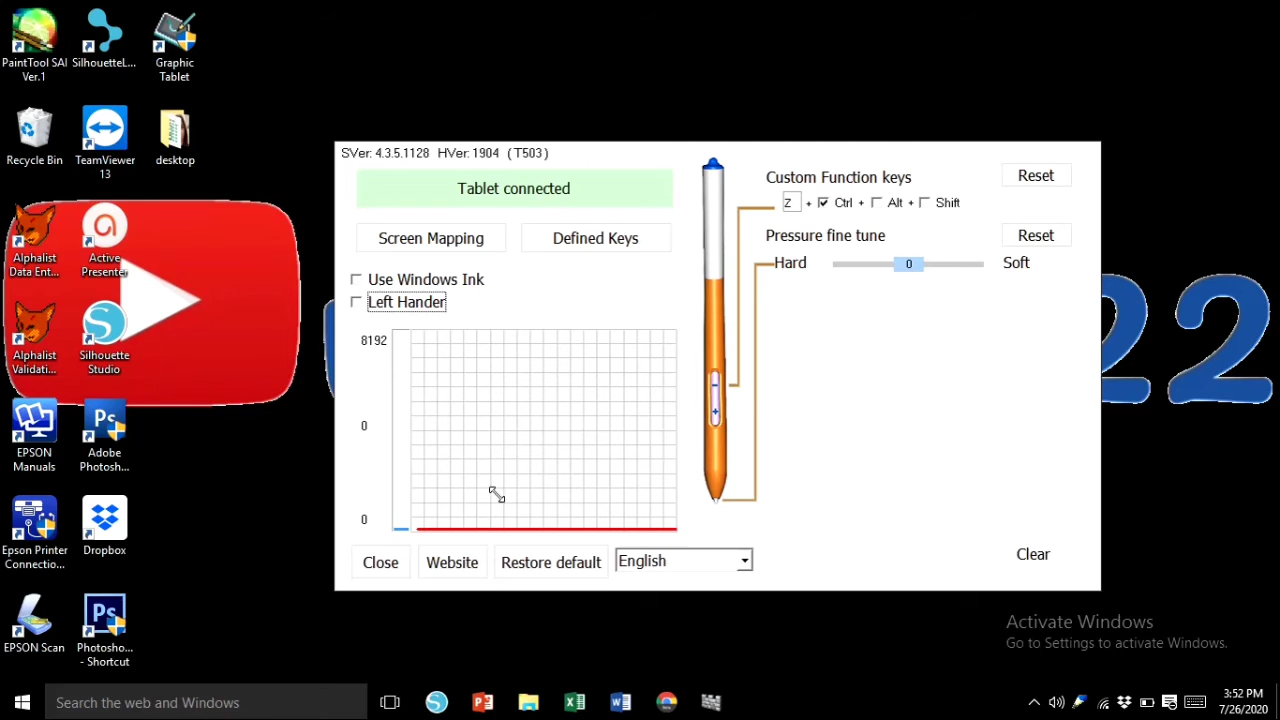 PaintTool SAI
Ver.1
SilhouetteL...
Graphic
Tablet
Recycle Bin
TeamViewer
13
desktop
Alphalist
Data Ent...
Active
Presenter
Alphalist
Validati...
Silhouette
Studio
EPSON
Manuals
Adobe
Photosh...
Epson Printer
Connectio...
Dropbox
EPSON Scan
Photosho...
- Shortcut
SVer: 4.3.5.1128 HVer: 1904 (T503)
Tablet connected
Screen Mapping
Defined Keys
Use Windows Ink
Left Hander
8192
0
0
Close
Website
Restore default
English
Custom Function keys
Reset
Z + Ctrl + Alt + Shift
Pressure fine tune
Reset
Hard
0
Soft
Clear
22
Activate Windows
Go to Settings to activate Windows.
Search the web and Windows
3:52 PM
7/26/2020